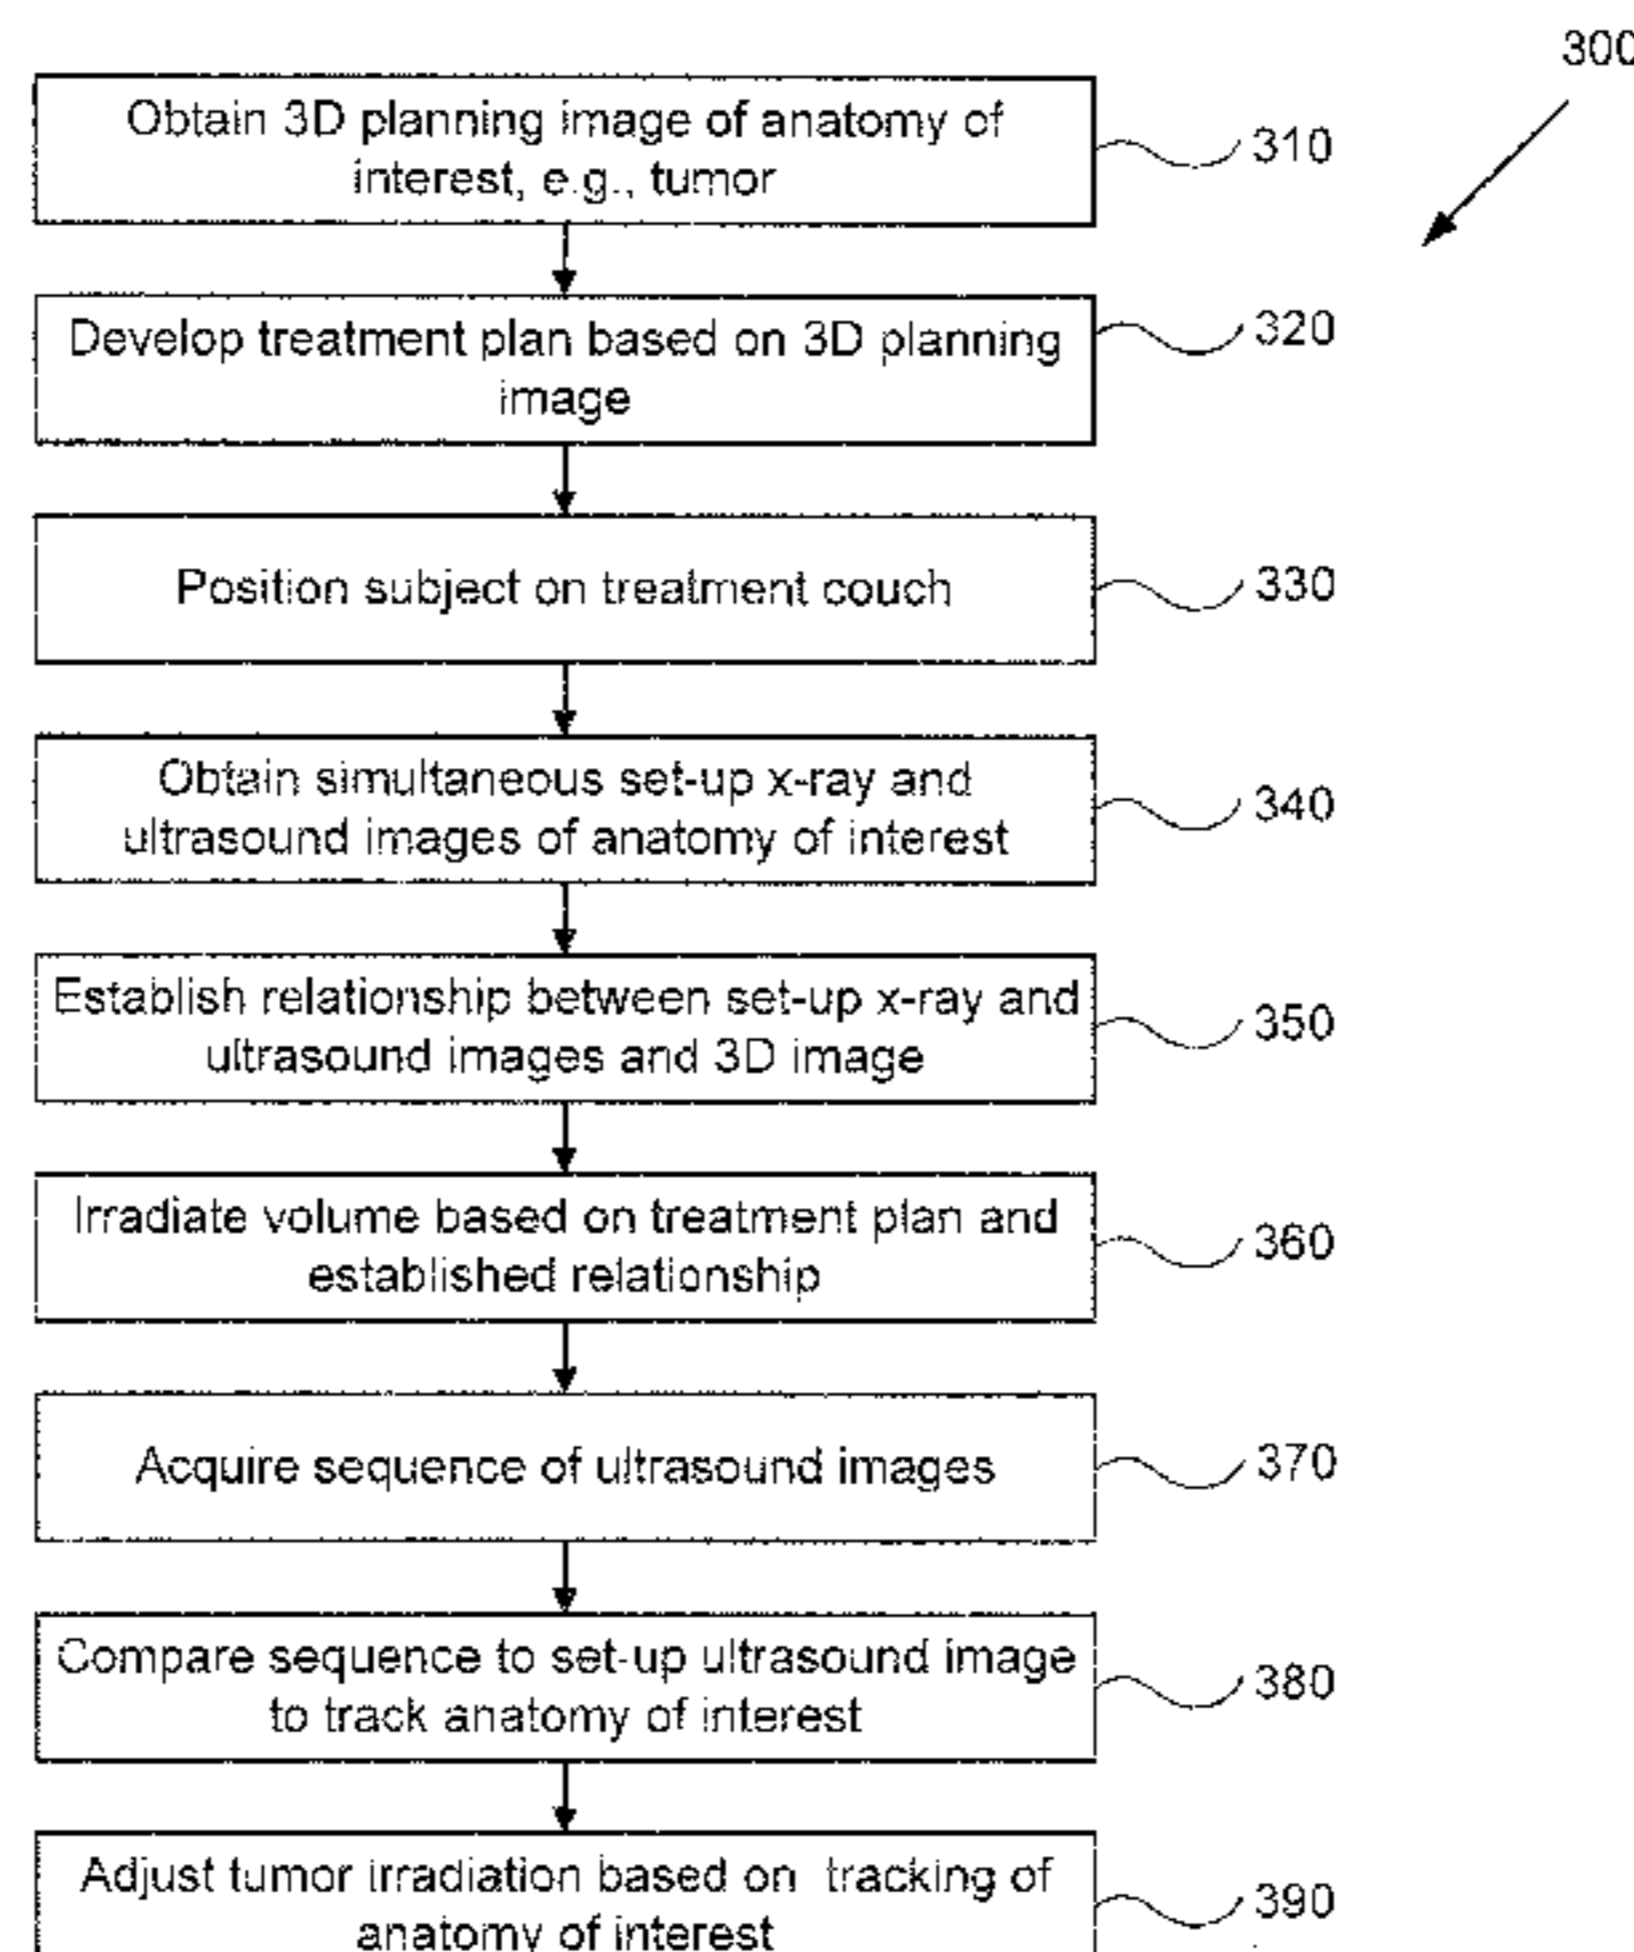 300
Obtain 3D planning image of anatomy of
interest, e.g., tumor
310
Develop treatment plan based on 3D planning
image
320
Position subject on treatment couch
330
Obtain simultaneous set-up x-ray and
ultrasound images of anatomy of interest
340
Establish relationship between set-up x-ray and
ultrasound images and 3D image
350
Irradiate volume based on treatment plan and
established relationship
360
Acquire sequence of ultrasound images
370
Compare sequence to set-up ultrasound image
to track anatomy of interest
380
Adjust tumor irradiation based on tracking of
anatomy of interest
390